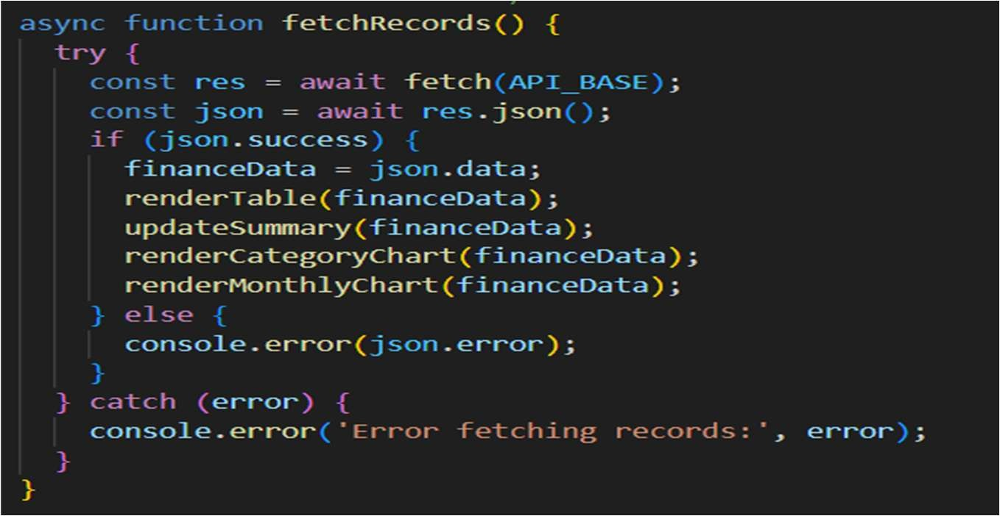 async function fetchRecords() {
  try {
    const res = await fetch(API_BASE);
    const json = await res.json();
    if (json.success) {
      financeData = json.data;
      renderTable(financeData);
      updateSummary(financeData);
      renderCategoryChart(financeData);
      renderMonthlyChart(financeData);
    } else {
      console.error(json.error);
    }
  } catch (error) {
    console.error('Error fetching records:', error);
  }
}